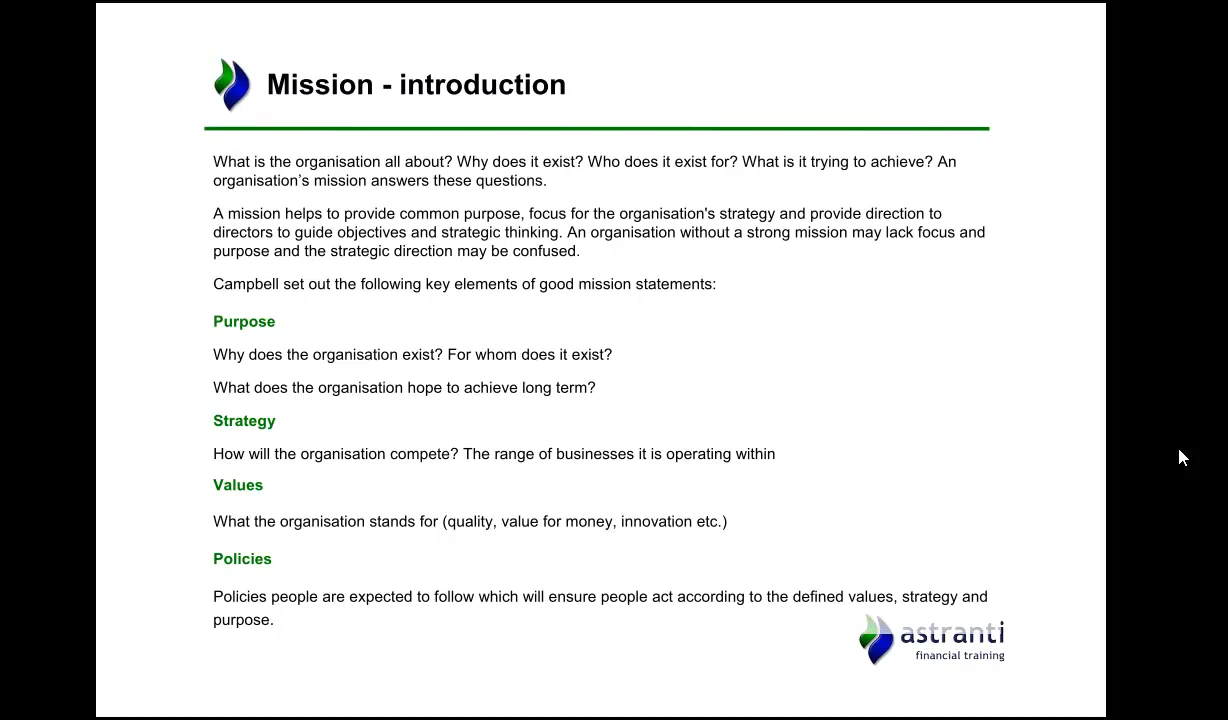 Mission - introduction
What is the organisation all about? Why does it exist? Who does it exist for? What is it trying to achieve? An
organisation’s mission answers these questions.
A mission helps to provide common purpose, focus for the organisation's strategy and provide direction to
directors to guide objectives and strategic thinking. An organisation without a strong mission may lack focus and
purpose and the strategic direction may be confused.
Campbell set out the following key elements of good mission statements:
Purpose
Why does the organisation exist? For whom does it exist?
What does the organisation hope to achieve long term?
Strategy
How will the organisation compete? The range of businesses it is operating within
Values
What the organisation stands for (quality, value for money, innovation etc.)
Policies
Policies people are expected to follow which will ensure people act according to the defined values, strategy and
purpose.
astranti
financial training